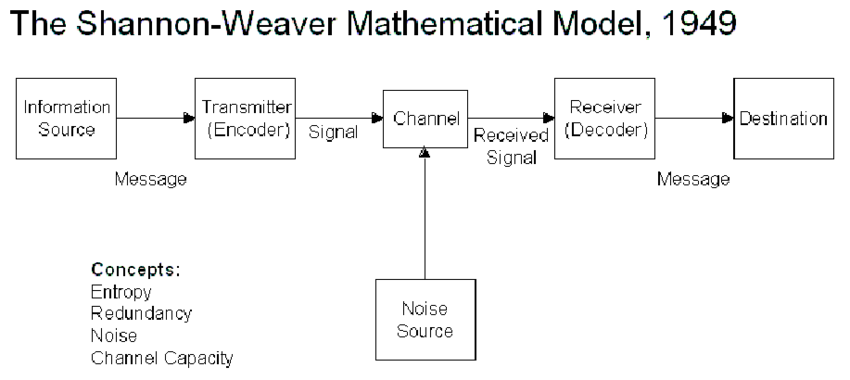 The Shannon-Weaver Mathematical Model, 1949
Information
Source
Message
Transmitter
(Encoder)
Signal
Channel
Received
Signal
Receiver
(Decoder)
Message
Destination
Noise
Source
Concepts:
Entropy
Redundancy
Noise
Channel Capacity